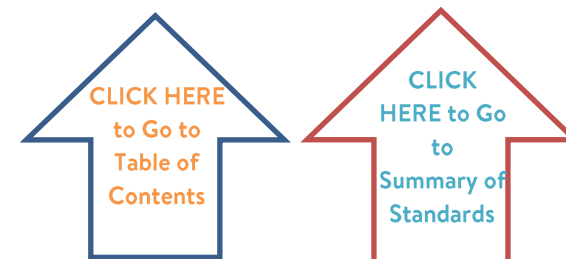 CLICK HERE
to Go to
Table of
Contents
CLICK
HERE to Go
to
Summary of
Standards